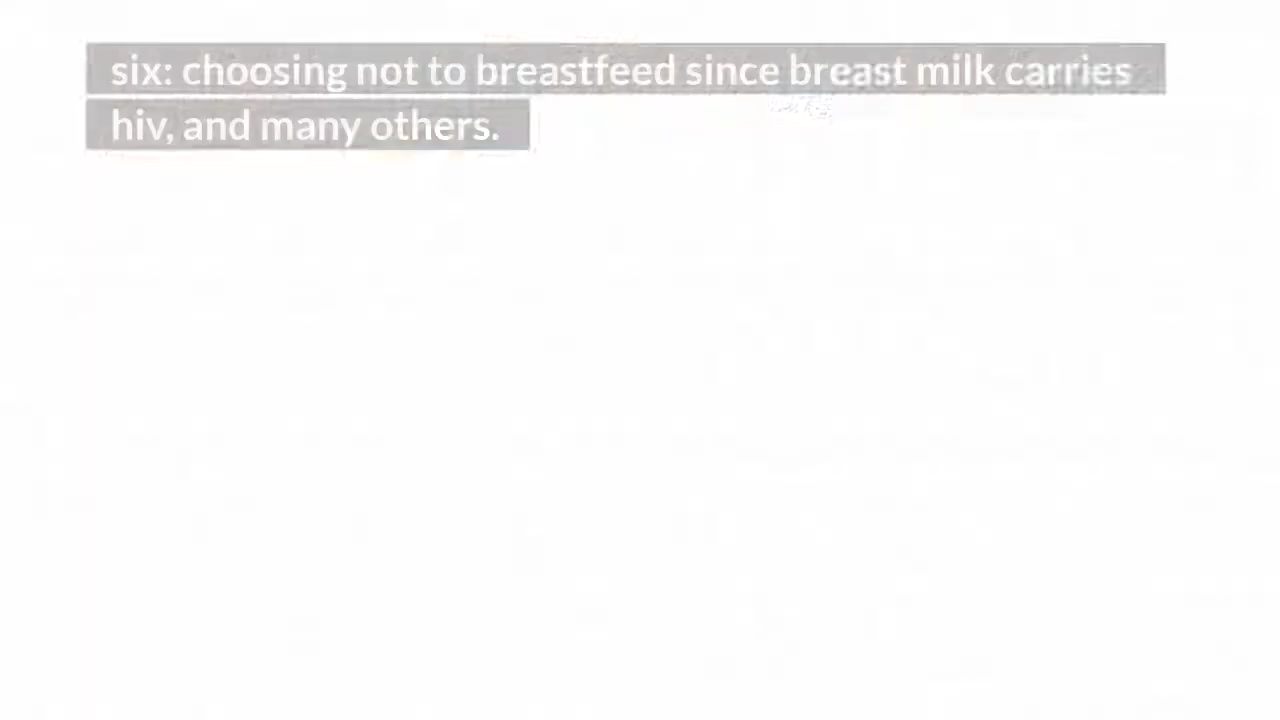 six: choosing not to breastfeed since breast milk carries
hiv, and many others.